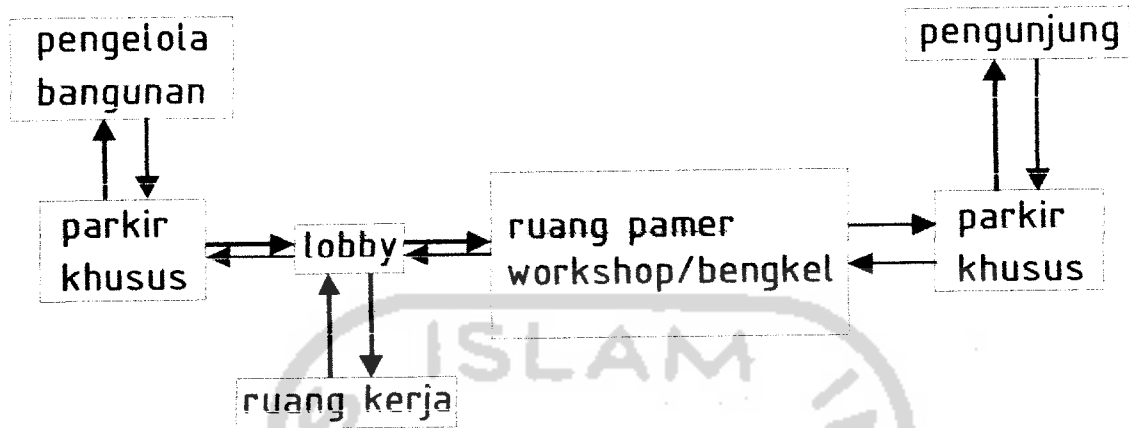 pengelola
bangunan
pengunjung
parkir
khusus
lobby
ruang pamer
workshop/bengkel
parkir
khusus
ruang kerja
ISLAM